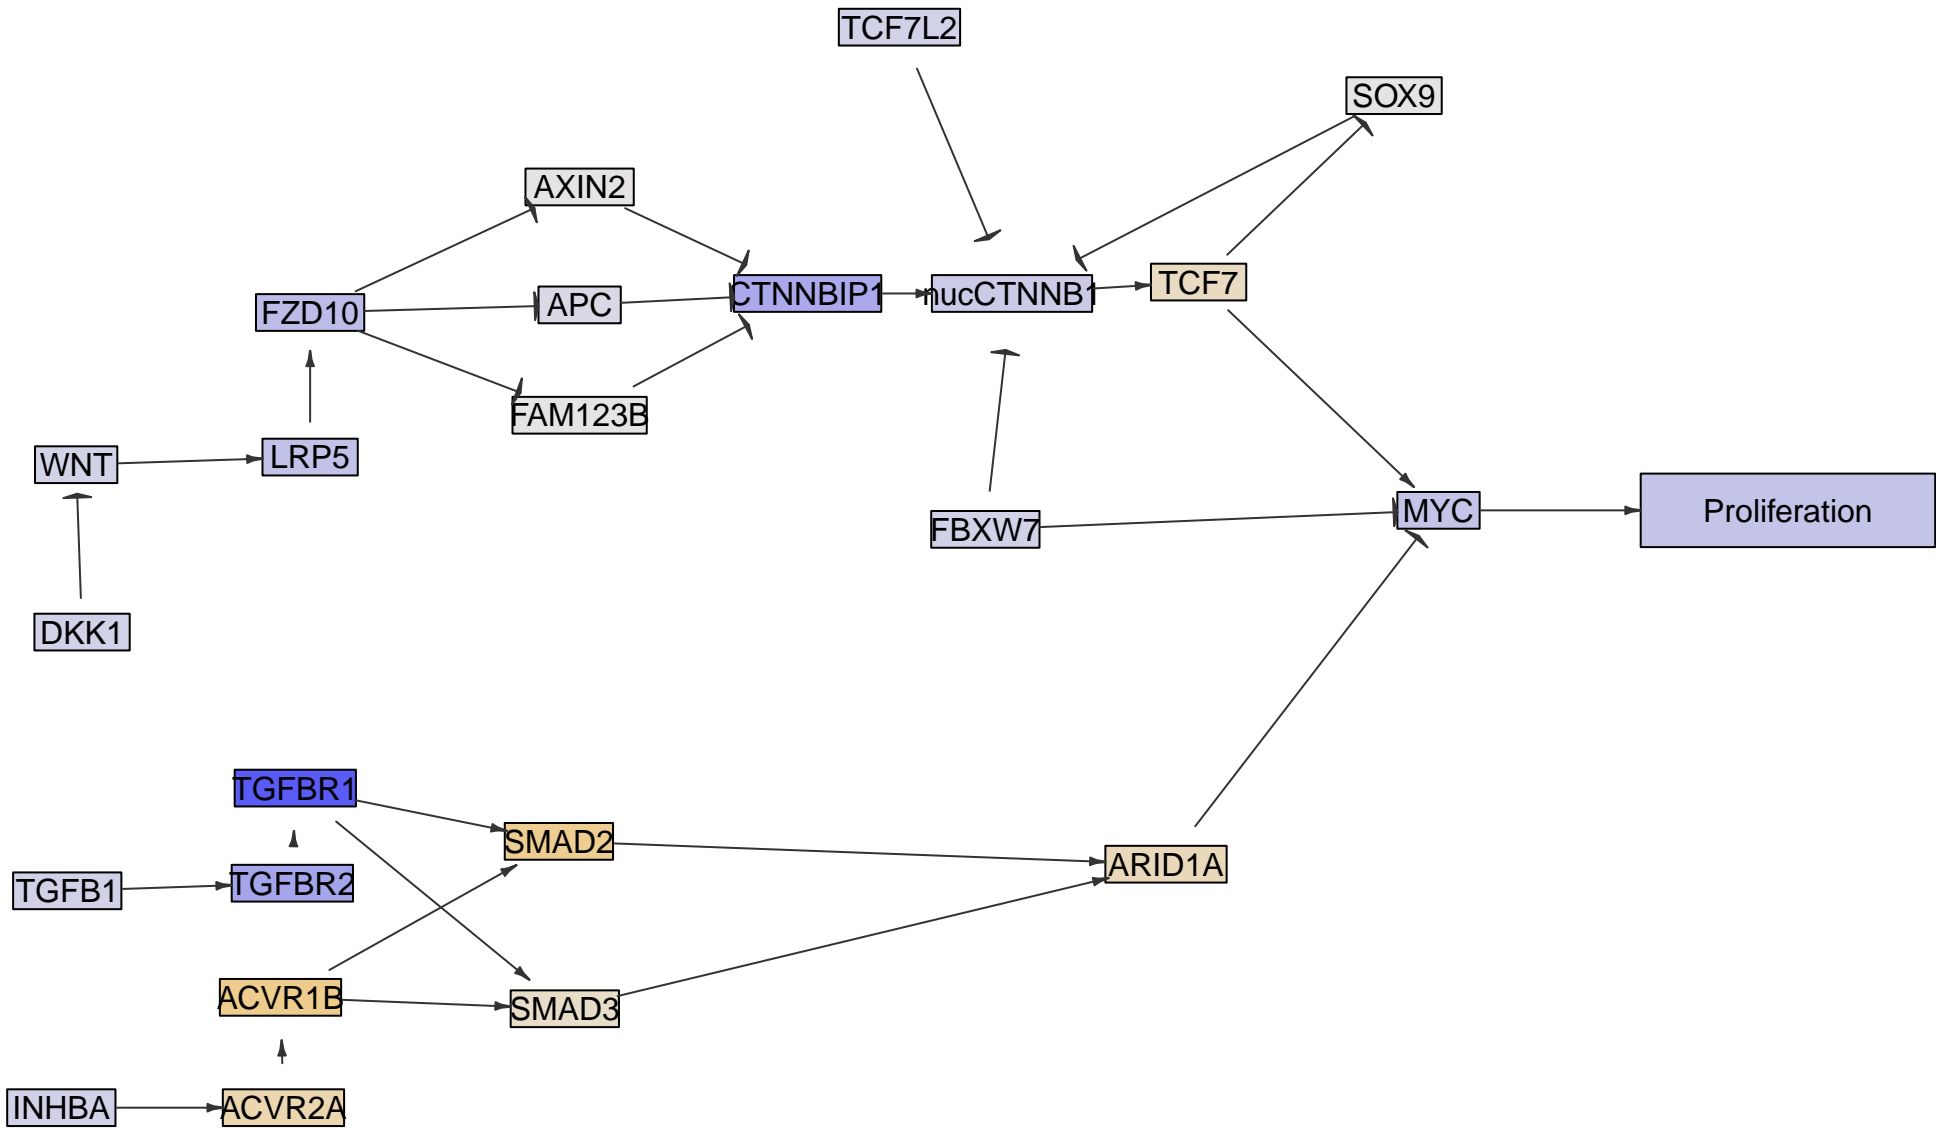 TCF7L2
SOX9
AXIN2
TCF7
CTNNBIP1
nucCTNNB1
APC
FZD10
FAM123B
LRP5
WNT
MYC
Proliferation
FBXW7
DKK1
TGFBR1
SMAD2
ARID1A
TGFBR2
TGFB1
ACVR1B
SMAD3
INHBA
ACVR2A